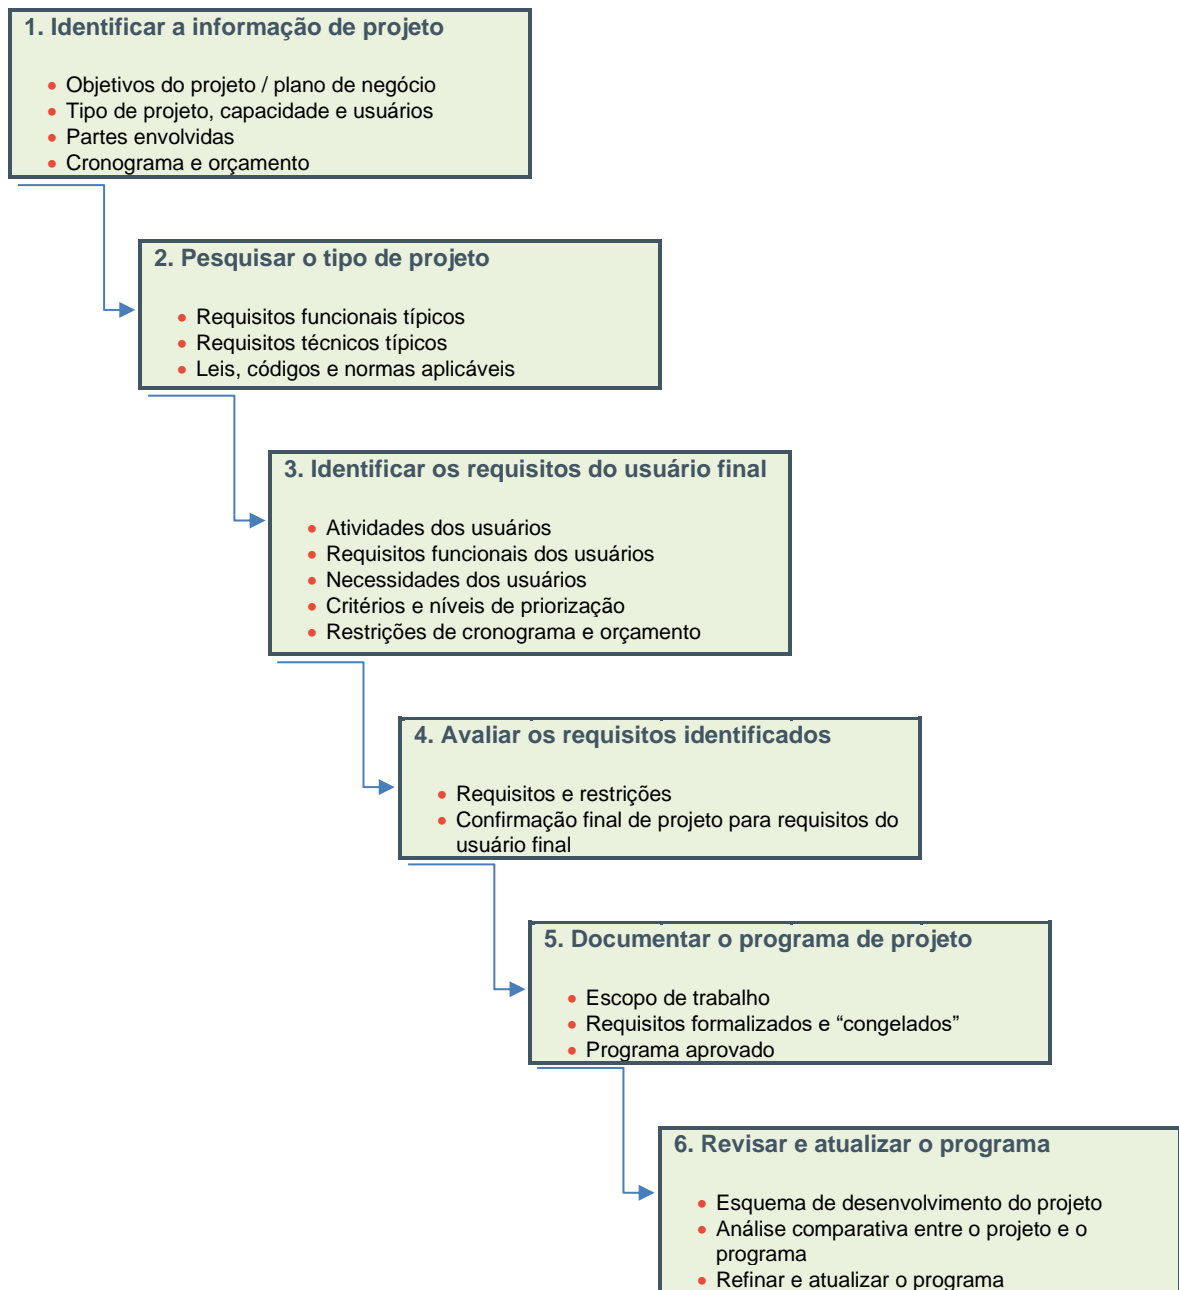 1. Identificar a informação de projeto
• Objetivos do projeto / plano de negócio
• Tipo de projeto, capacidade e usuários
• Partes envolvidas
• Cronograma e orçamento
2. Pesquisar o tipo de projeto
• Requisitos funcionais típicos
• Requisitos técnicos típicos
• Leis, códigos e normas aplicáveis
3. Identificar os requisitos do usuário final
• Atividades dos usuários
• Requisitos funcionais dos usuários
• Necessidades dos usuários
• Critérios e níveis de priorização
• Restrições de cronograma e orçamento
4. Avaliar os requisitos identificados
• Requisitos e restrições
• Confirmação final de projeto para requisitos do
usuário final
5. Documentar o programa de projeto
• Escopo de trabalho
• Requisitos formalizados e “congelados”
• Programa aprovado
6. Revisar e atualizar o programa
• Esquema de desenvolvimento do projeto
• Análise comparativa entre o projeto e o
programa
• Refinar e atualizar o programa